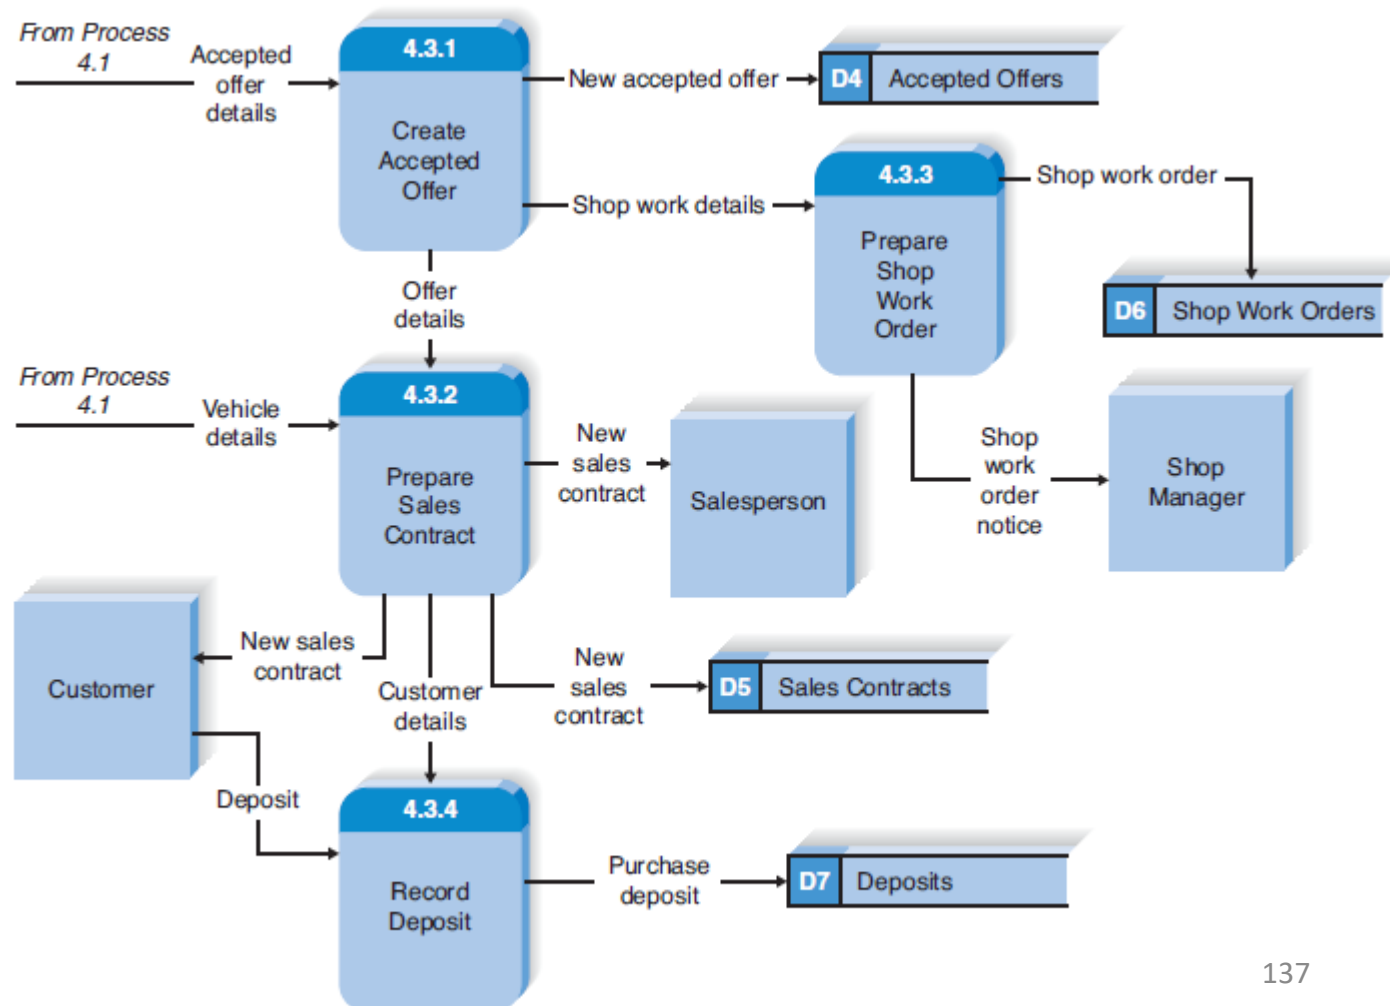 From Process
4.1
Accepted
offer
details
4.3.1
Create
Accepted
Offer
New accepted offer
D4 Accepted Offers
Shop work details
4.3.3
Prepare
Shop
Work
Order
Shop work order
D6 Shop Work Orders
Offer
details
From Process
4.1
Vehicle
details
4.3.2
Prepare
Sales
Contract
New
sales
contract
Salesperson
Shop
work
order
notice
Shop
Manager
Customer
New sales
contract
Customer
details
New
sales
contract
D5 Sales Contracts
Deposit
4.3.4
Record
Deposit
Purchase
deposit
D7 Deposits
137